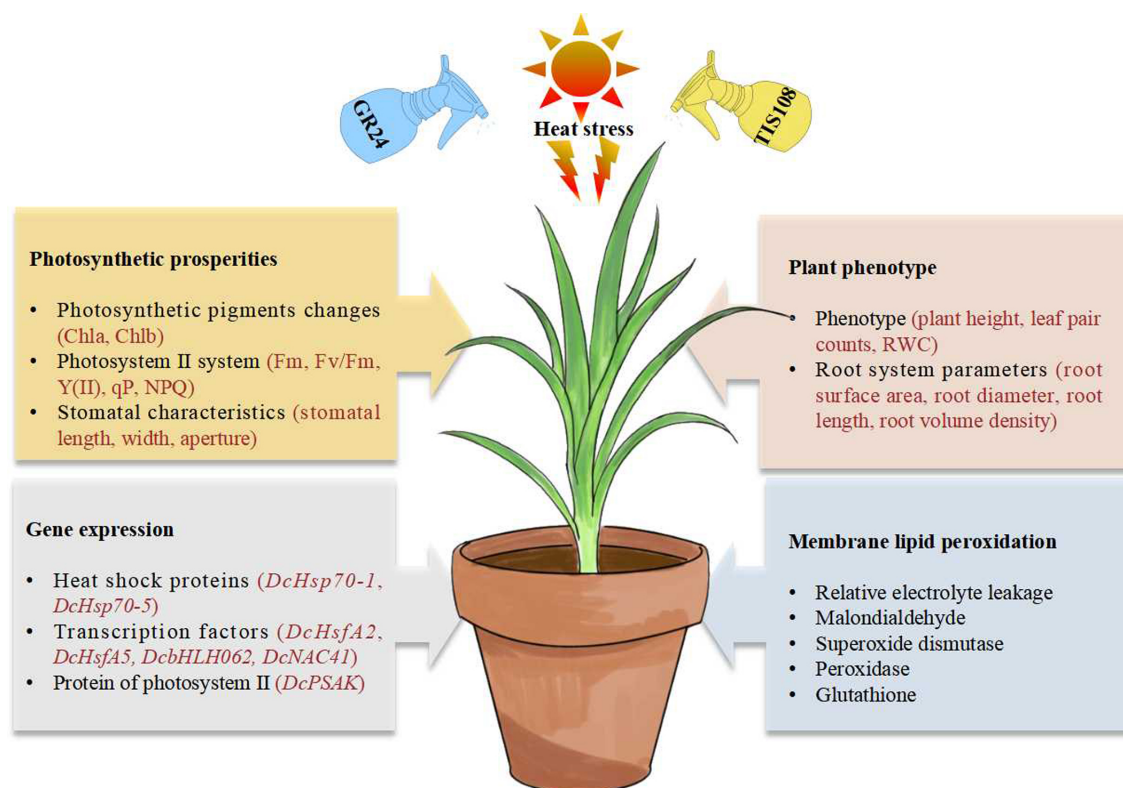 GR24
Heat stress
TIS108
Photosynthetic prosperities
• Photosynthetic pigments changes
(Chla, Chlb)
• Photosystem II system (Fm, Fv/Fm,
Y(II), qP, NPQ)
• Stomatal characteristics (stomatal
length, width, aperture)
Plant phenotype
• Phenotype (plant height, leaf pair
counts, RWC)
• Root system parameters (root
surface area, root diameter, root
length, root volume density)
Gene expression
• Heat shock proteins (DcHsp70-1,
DcHsp70-5)
• Transcription factors (DcHsfA2,
DcHsfA5, DcbHLH062, DcNAC41)
• Protein of photosystem II (DcPSAK)
Membrane lipid peroxidation
• Relative electrolyte leakage
• Malondialdehyde
• Superoxide dismutase
• Peroxidase
• Glutathione